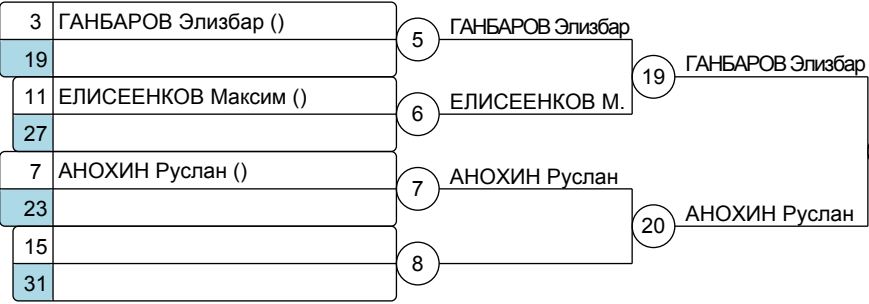 3 ГАНБАРОВ Элизбар ()
19
5
ГАНБАРОВ Элизбар
11 ЕЛИСЕЕНКОВ Максим ()
27
6
ЕЛИСЕЕНКОВ М.
19
ГАНБАРОВ Элизбар
7 АНОХИН Руслан ()
23
7
АНОХИН Руслан
15
31
8
20
АНОХИН Руслан